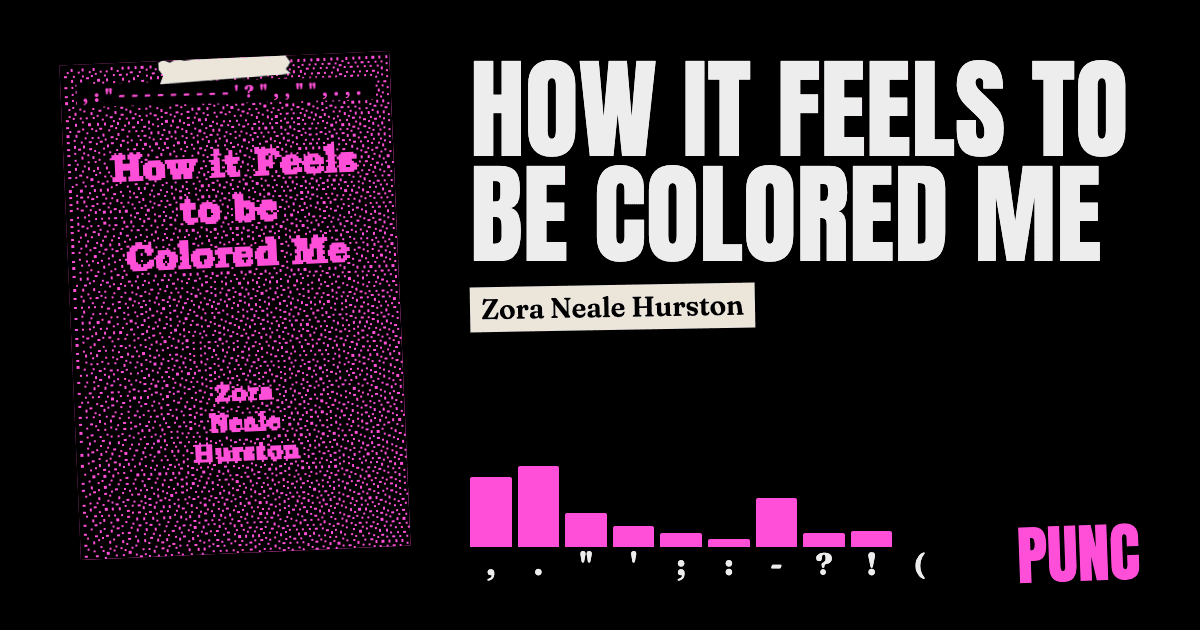 ,:"---------'?",,"",,,.
How it Feels
to be
Colored Me
Zora
Neale
Hurston
HOW IT FEELS TO
BE COLORED ME
Zora Neale Hurston
, . " ' ; : - ? ! (
PUNC